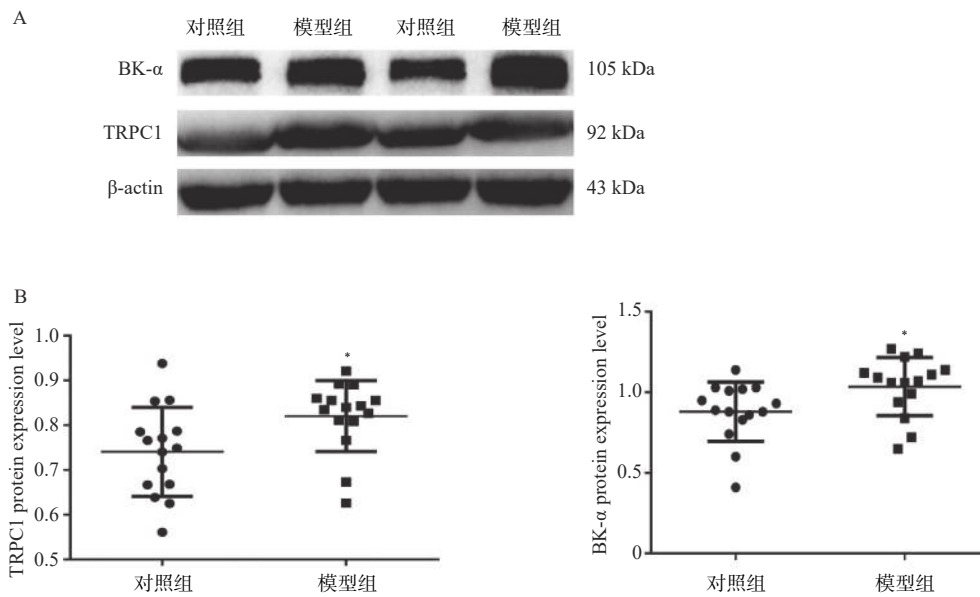 A
对照组 模型组 对照组 模型组
BK-α 105 kDa
TRPC1 92 kDa
β-actin 43 kDa
B
TRPC1 protein expression level
1.0
0.9
0.8
0.7
0.6
0.5
*
对照组 模型组
BK-α protein expression level
1.5
1.0
0.5
0
*
对照组 模型组